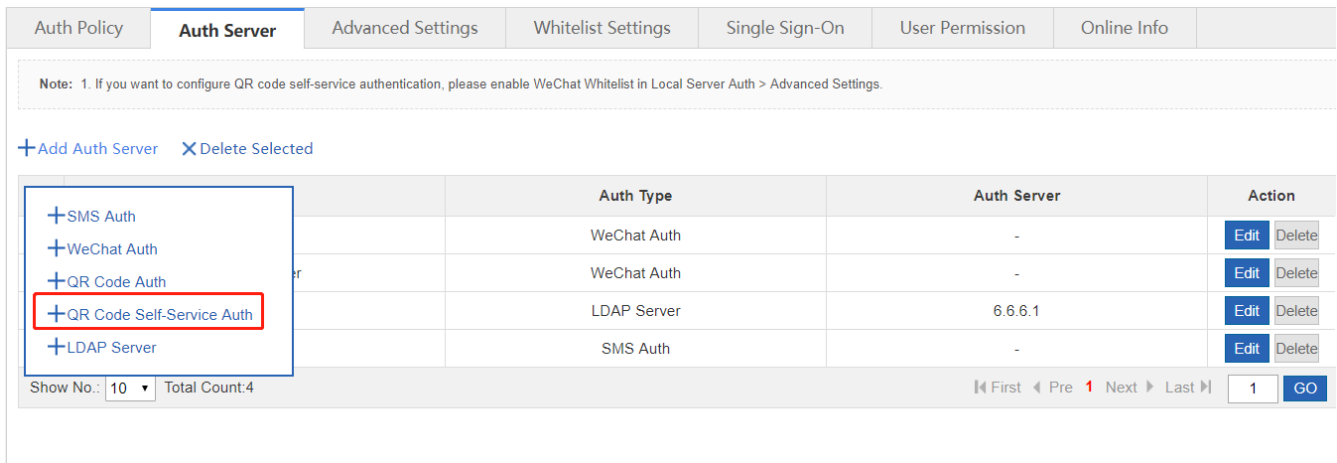 Auth Policy Auth Server Advanced Settings Whitelist Settings Single Sign-On User Permission Online Info
Note: 1. If you want to configure QR code self-service authentication, please enable WeChat Whitelist in Local Server Auth > Advanced Settings.
Add Auth Server Delete Selected
Auth Type Auth Server Action
SMS Auth
WeChat Auth - Edit Delete
WeChat Auth
er WeChat Auth - Edit Delete
QR Code Auth
QR Code Self-Service Auth LDAP Server 6.6.6.1 Edit Delete
LDAP Server SMS Auth - Edit Delete
Show No.: 10 Total Count:4 First Pre 1 Next Last 1 GO